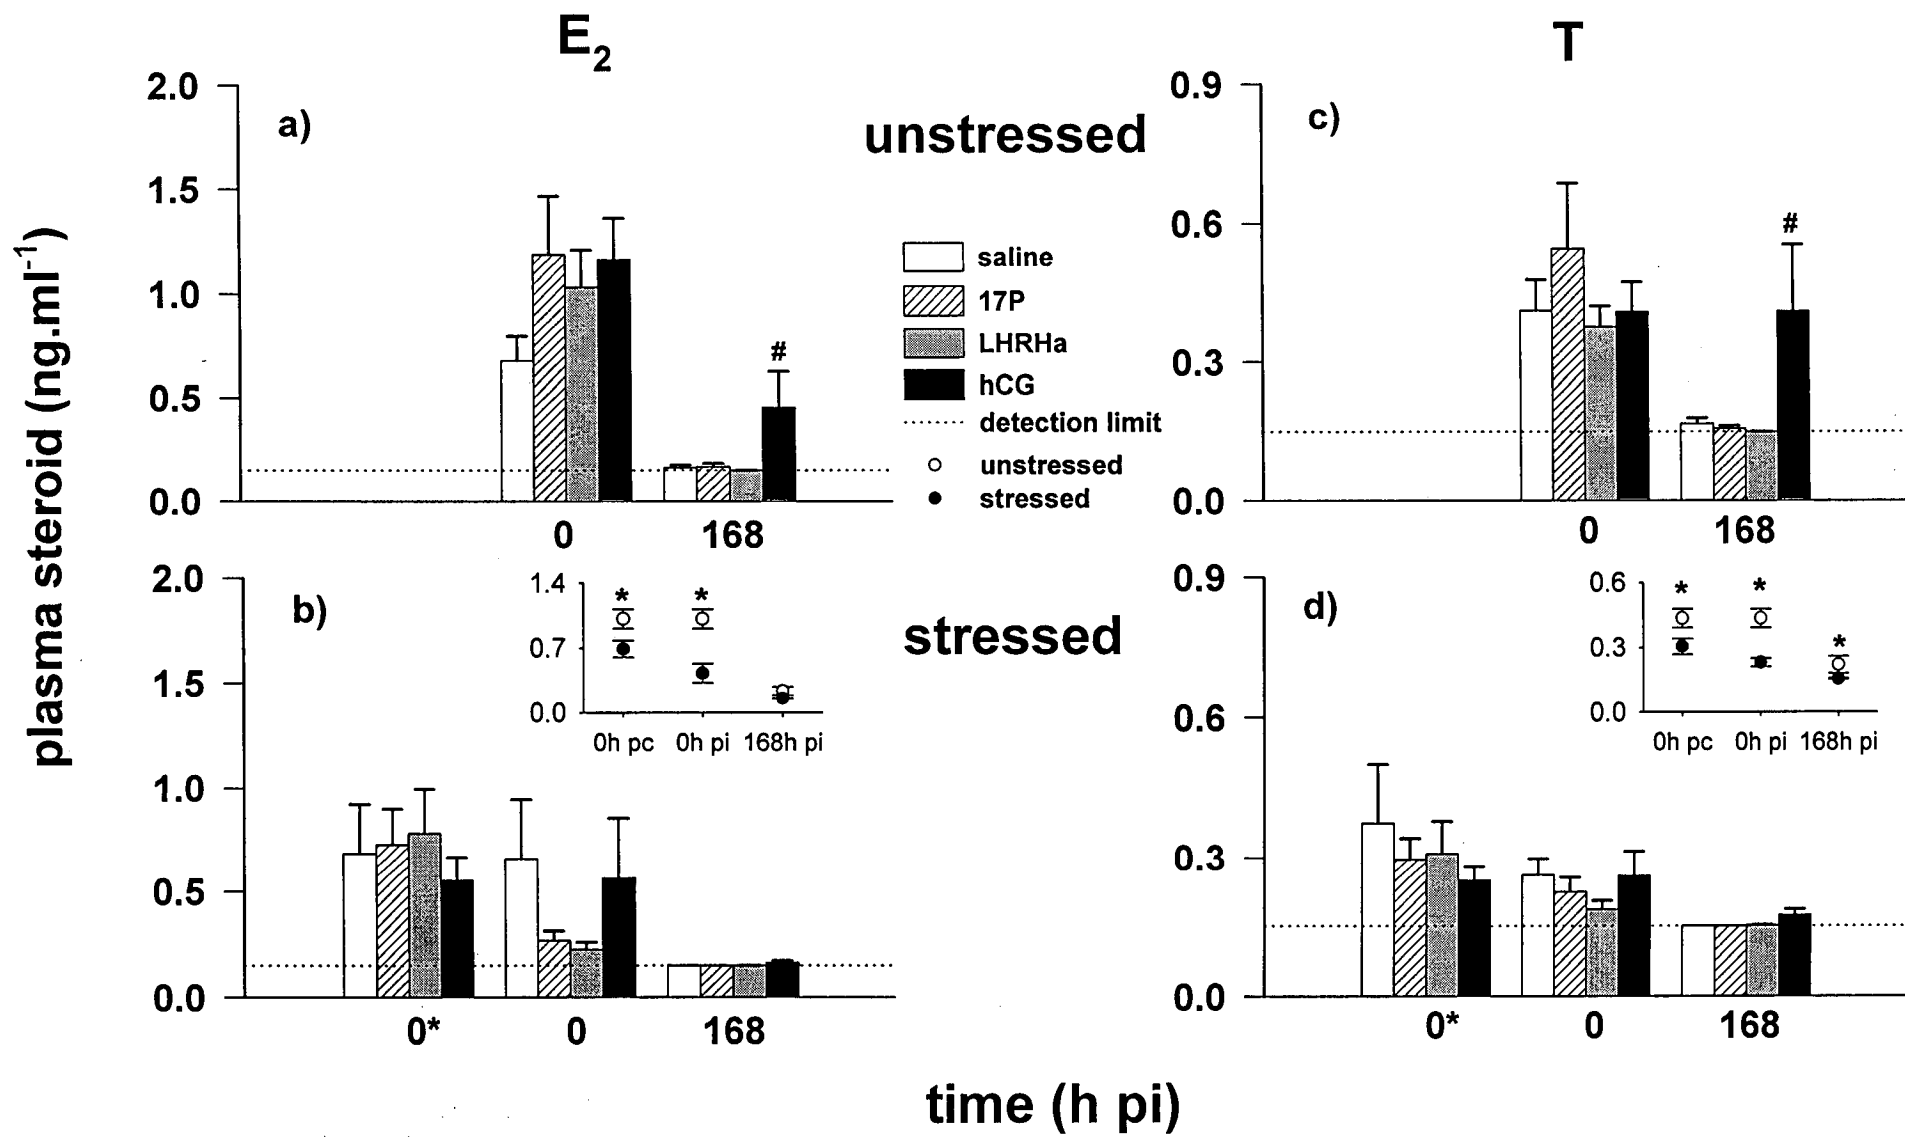 E2
T
plasma steroid (ng.ml-1)
2.0
1.5
1.0
0.5
0.0
a)
0
168
unstressed
saline
17P
LHRHa
hCG
detection limit
unstressed
stressed
#
0.9
0.6
0.3
0.0
c)
#
0
168
2.0
1.5
1.0
0.5
0.0
b)
1.4
0.7
0.0
* *
0h pc 0h pi 168h pi
0* 0 168
stressed
0.9
0.6
0.3
0.0
d)
0.6
0.3
0.0
* * *
0h pc 0h pi 168h pi
0* 0 168
time (h pi)